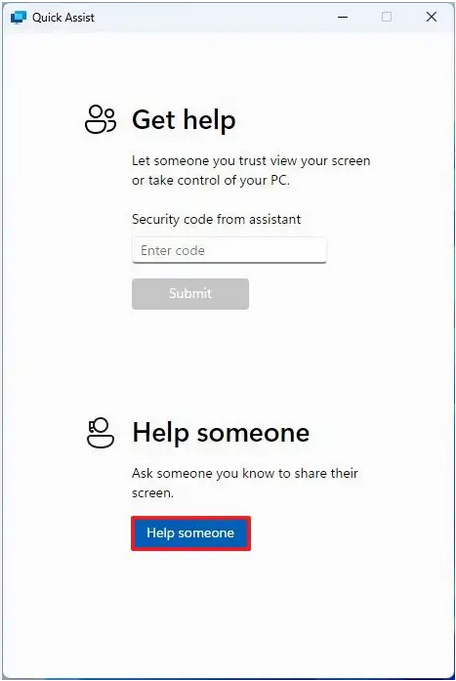 Quick Assist
Get help
Let someone you trust view your screen
or take control of your PC.
Security code from assistant
Enter code
Submit
Help someone
Ask someone you know to share their
screen.
Help someone